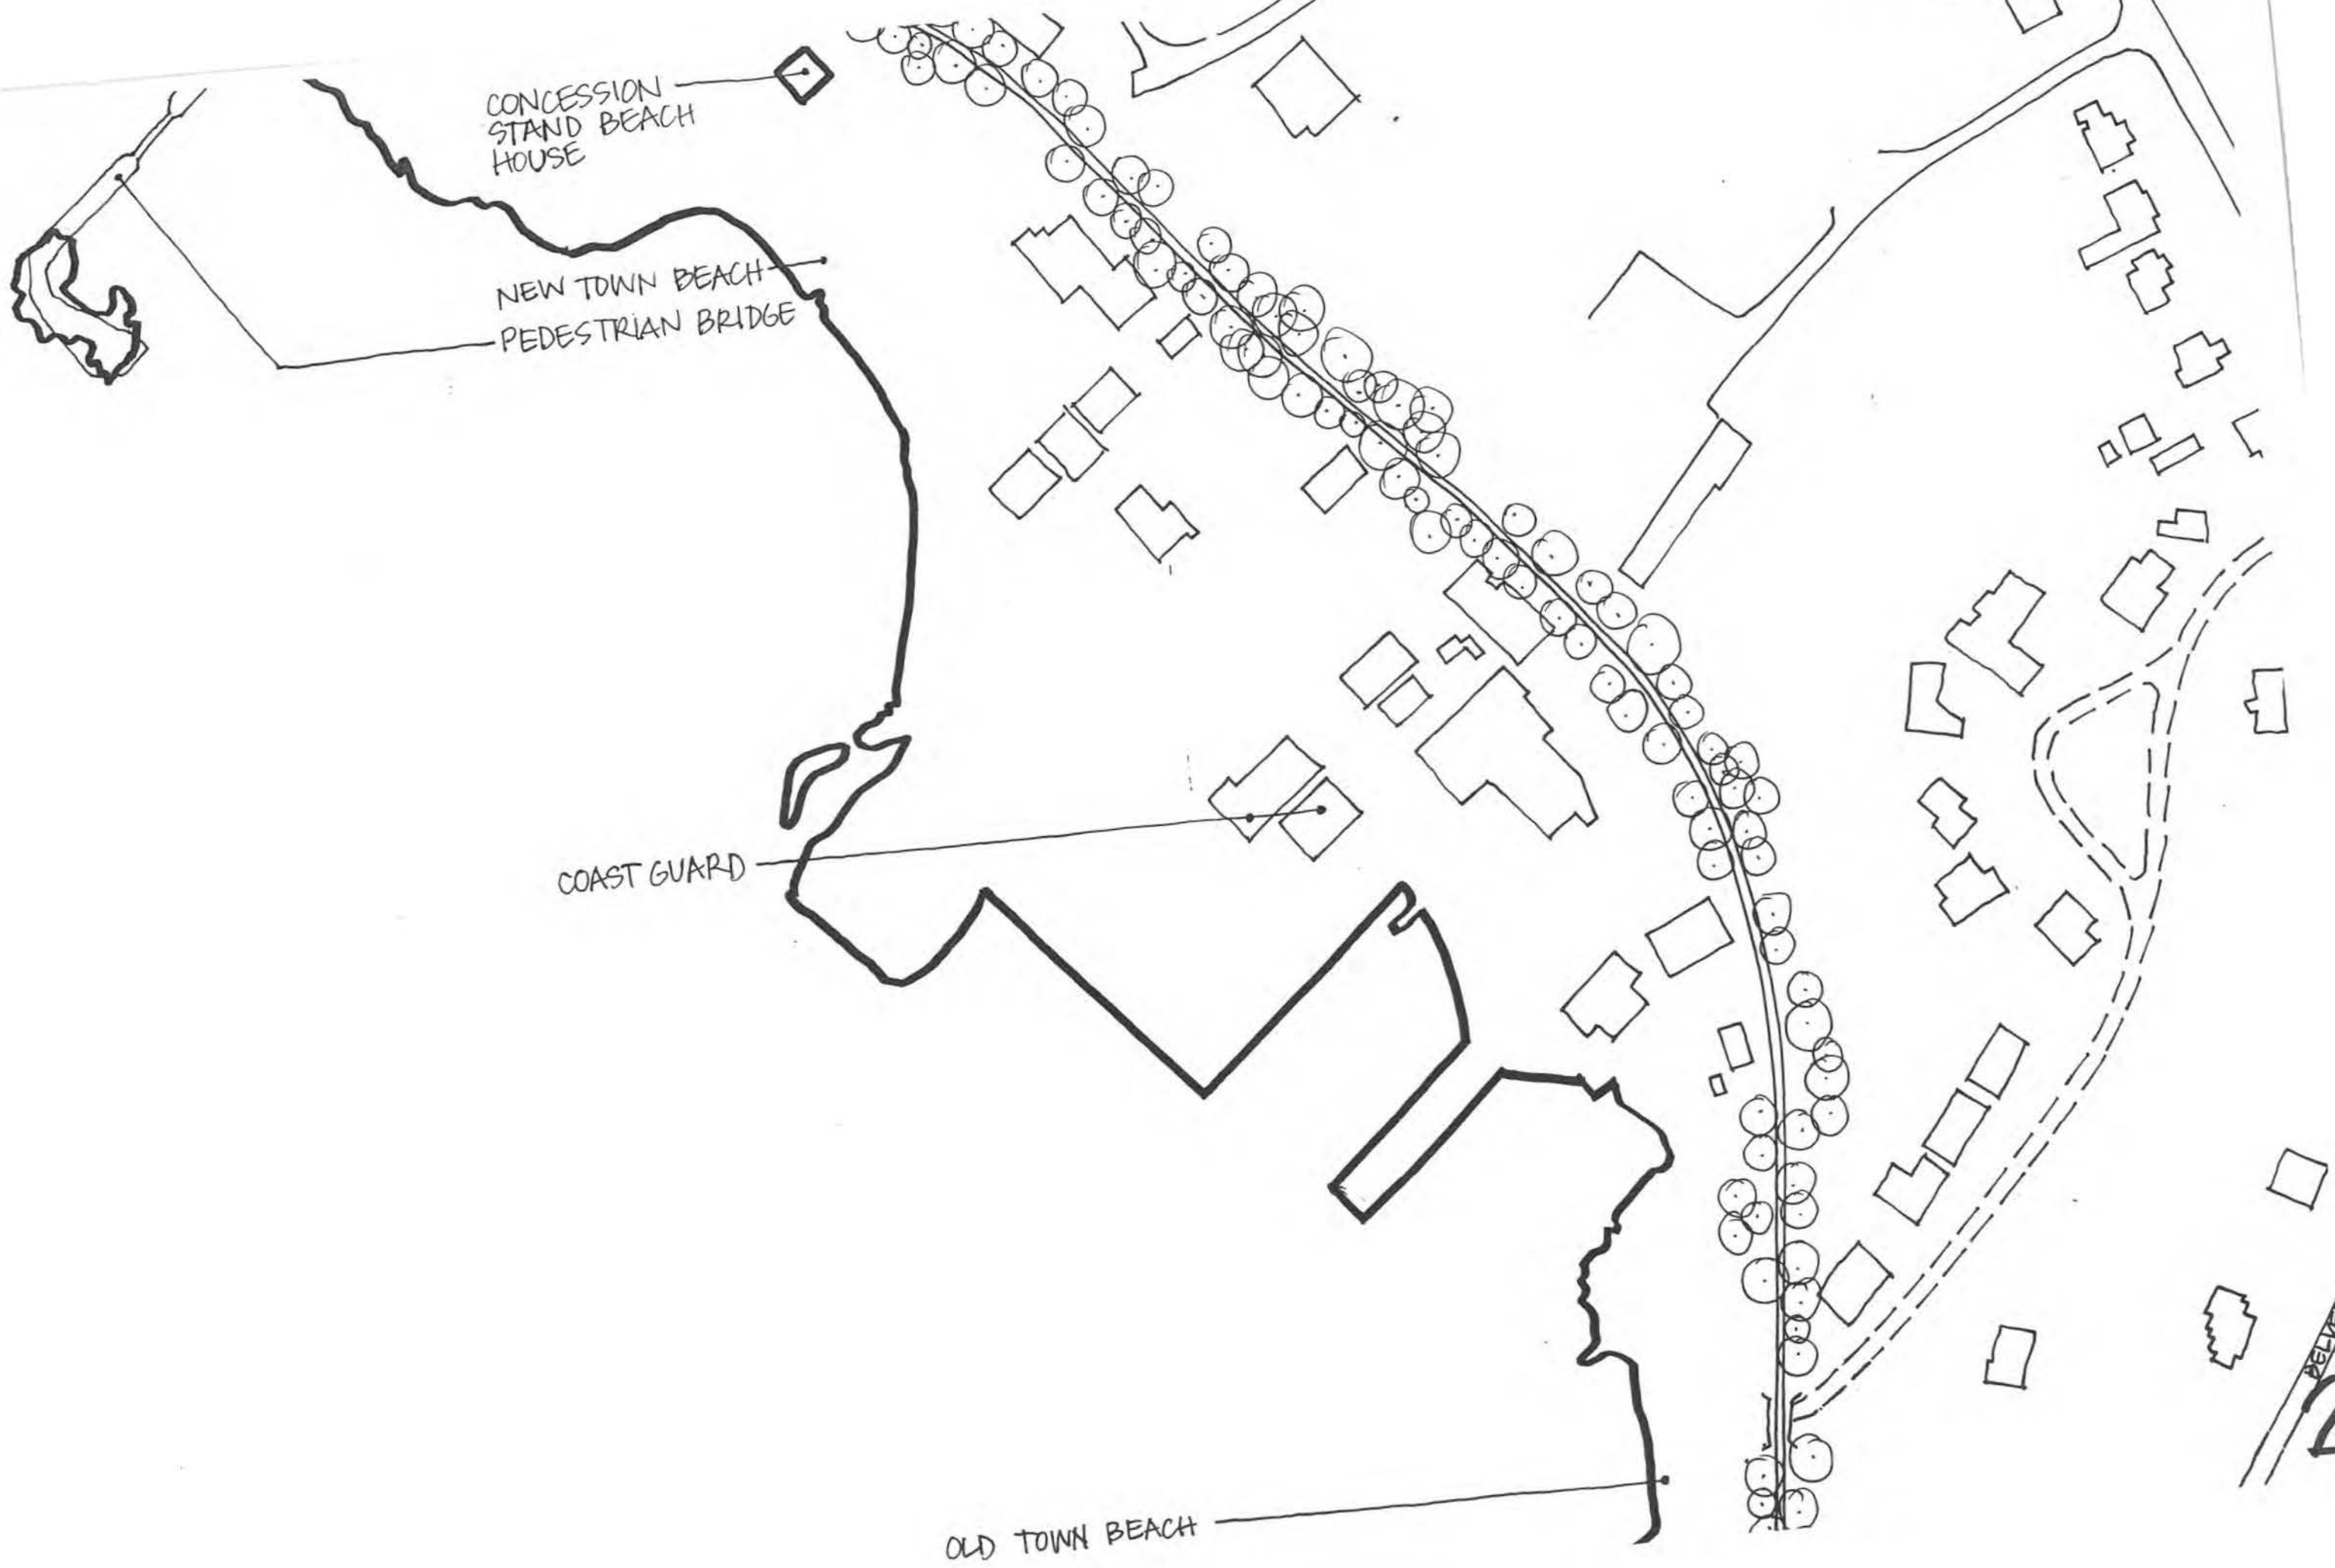 CONCESSION
STAND BEACH
HOUSE
NEW TOWN BEACH
PEDESTRIAN BRIDGE
COAST GUARD
OLD TOWN BEACH